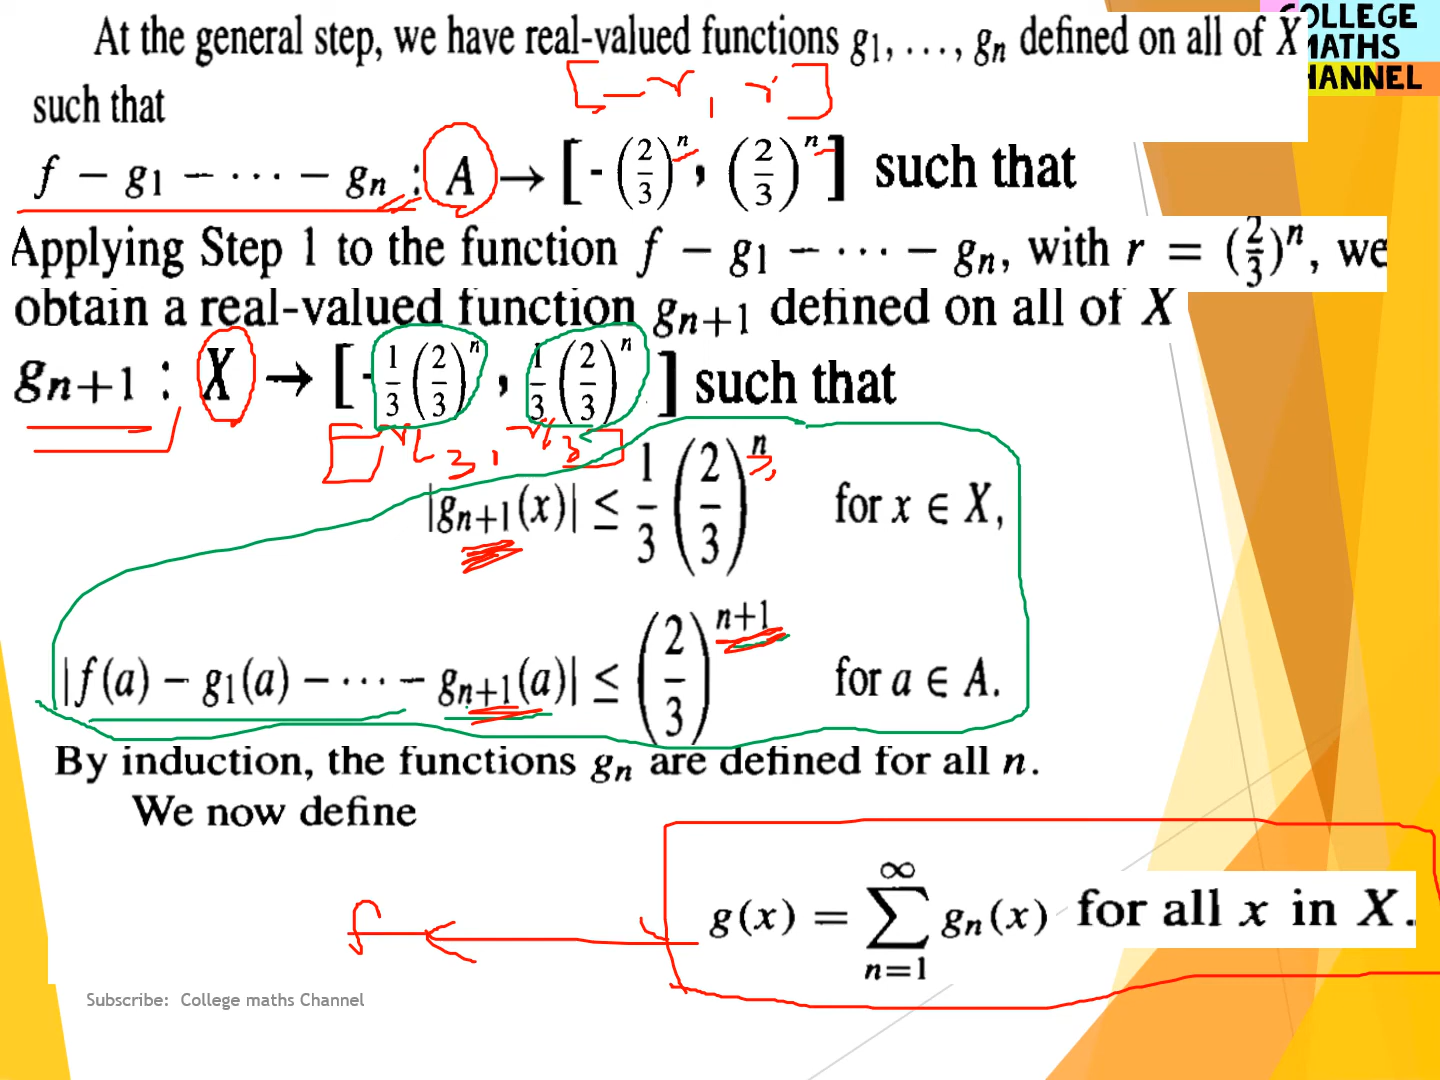 COLLEGE
MATHS
CHANNEL
At the general step, we have real-valued functions g₁, ..., gₙ defined on all of X
such that
[-r, r]
f − g₁ − ··· − gₙ : A → [-(2/3)ⁿ, (2/3)ⁿ] such that
Applying Step 1 to the function f − g₁ − ··· − gₙ, with r = (2/3)ⁿ, we
obtain a real-valued function gₙ₊₁ defined on all of X
gₙ₊₁ : X → [-1/3(2/3)ⁿ, 1/3(2/3)ⁿ] such that
|gₙ₊₁(x)| ≤ 1/3(2/3)ⁿ for x ∈ X,
|f(a) − g₁(a) − ··· − gₙ₊₁(a)| ≤ (2/3)ⁿ⁺¹ for a ∈ A.
By induction, the functions gₙ are defined for all n.
We now define
f
g(x) = ∑_{n=1}^{∞} gₙ(x) for all x in X.
Subscribe: College maths Channel